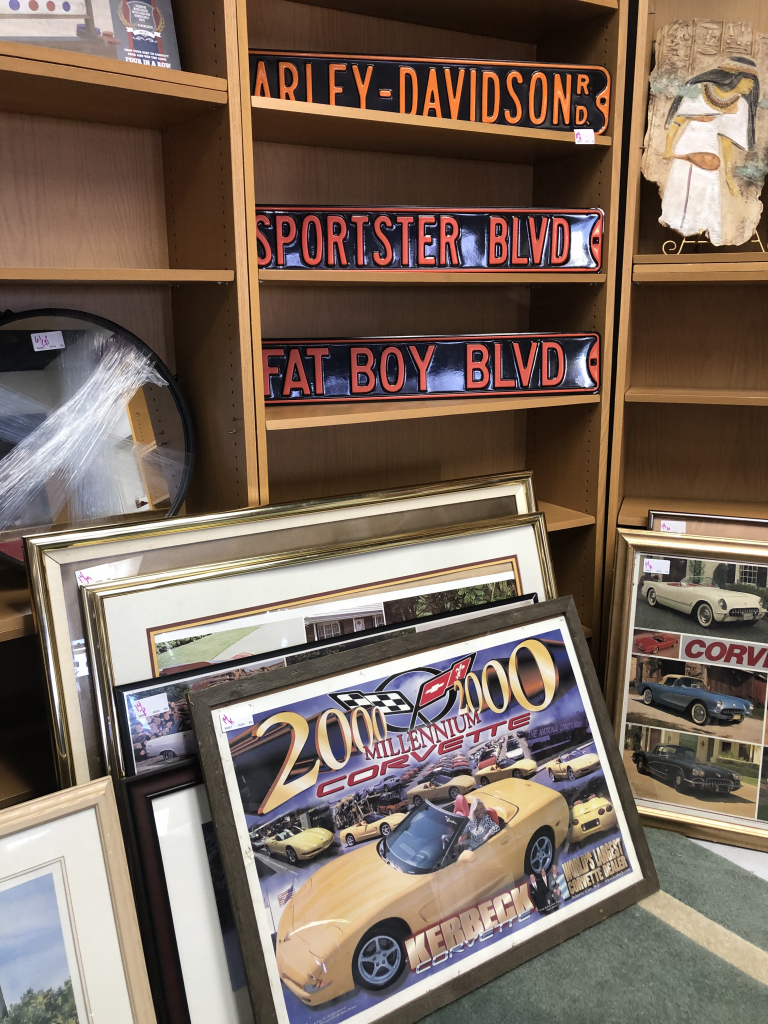 FOUR IN A ROW
ARLEY-DAVIDSON RD.
SPORTSTER BLVD
FAT BOY BLVD
2000 2000
MILLENNIUM
CORVETTE
KERBECK
CORVETTE
WORLD'S LARGEST
CORVETTE DEALER
CORV